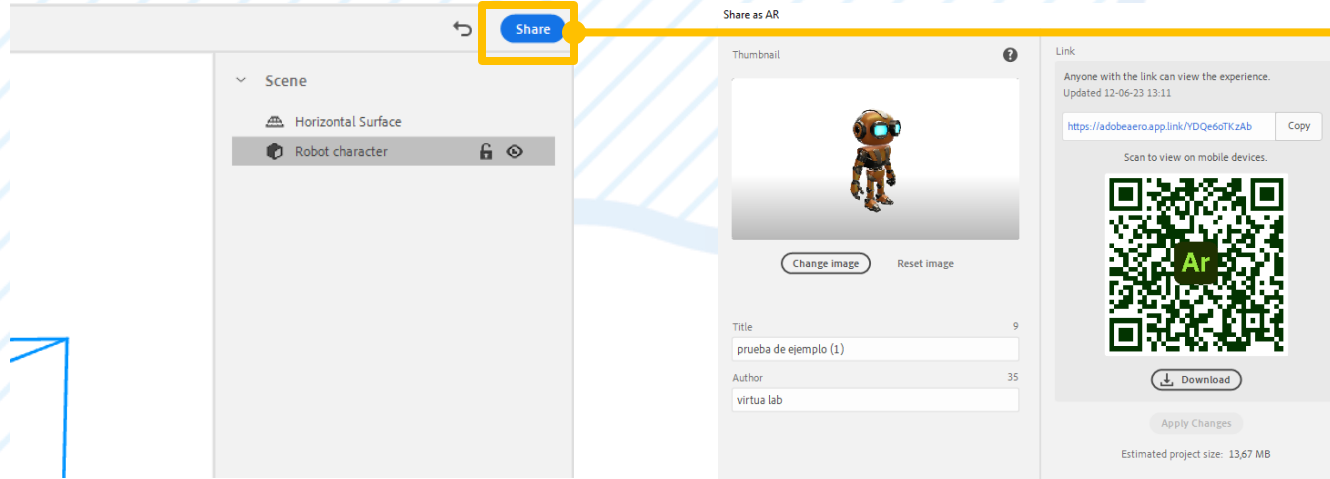 Share
Scene
Horizontal Surface
Robot character
Share as AR
Thumbnail
?
Change image
Reset image
Title 9
prueba de ejemplo (1)
Author 35
virtua lab
Link
Anyone with the link can view the experience.
Updated 12-06-23 13:11
https://adobeaero.app.link/YDQe6oTKzAb
Copy
Scan to view on mobile devices.
Ar
Download
Apply Changes
Estimated project size: 13,67 MB